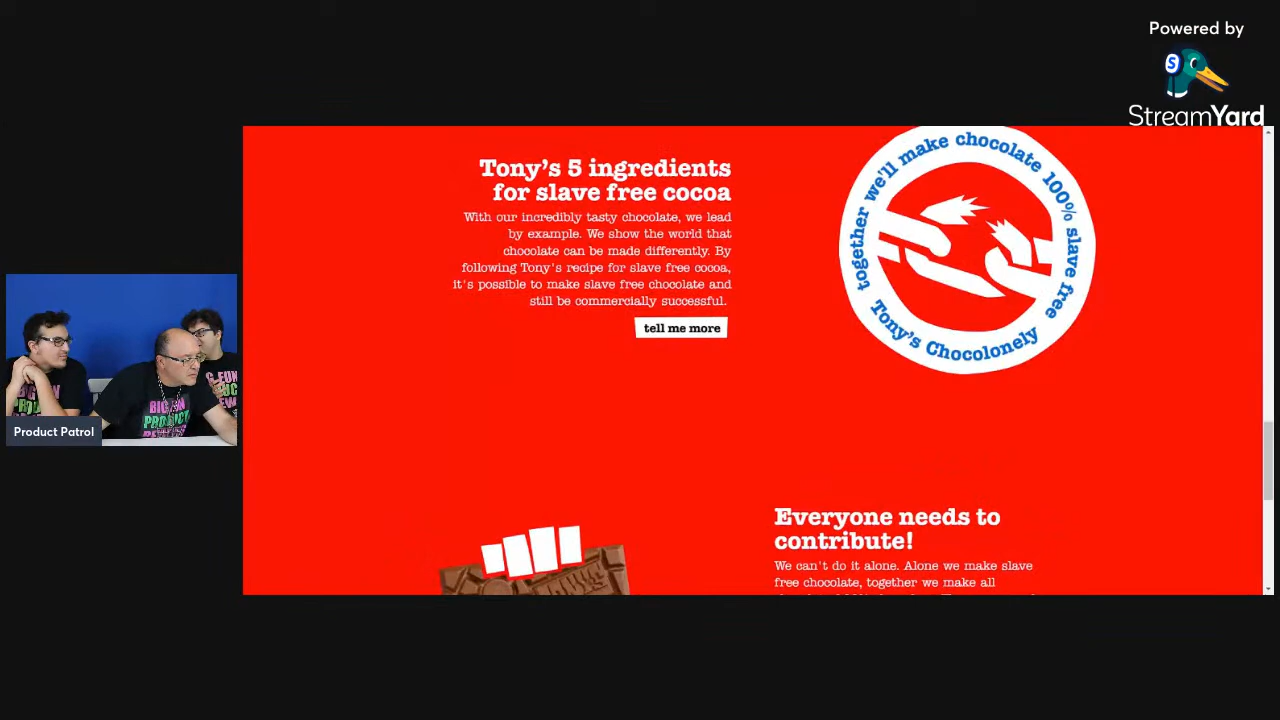 Powered by
S
StreamYard
Tony's 5 ingredients
for slave free cocoa
With our incredibly tasty chocolate, we lead
by example. We show the world that
chocolate can be made differently. By
following Tony's recipe for slave free cocoa,
it's possible to make slave free chocolate and
still be commercially successful.
tell me more
together we'll make chocolate 100% slave free
Tony's Chocolonely
BIG FUN
PRODUCT
Product Patrol
Everyone needs to
contribute!
We can't do it alone. Alone we make slave
free chocolate, together we make all